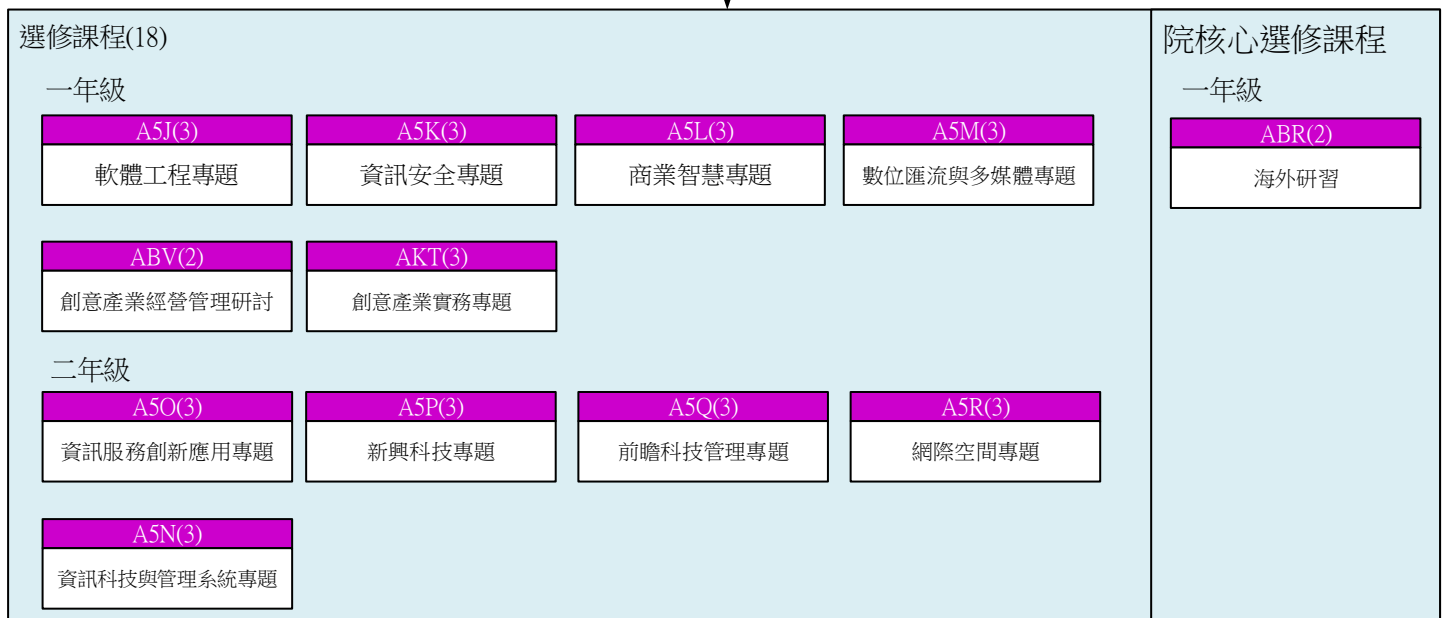 選修課程(18)
一年級
A5J(3)
軟體工程專題
A5K(3)
資訊安全專題
A5L(3)
商業智慧專題
A5M(3)
數位匯流與多媒體專題
ABV(2)
創意產業經營管理研討
AKT(3)
創意產業實務專題
二年級
A5O(3)
資訊服務創新應用專題
A5P(3)
新興科技專題
A5Q(3)
前瞻科技管理專題
A5R(3)
網際空間專題
A5N(3)
資訊科技與管理系統專題
院核心選修課程
一年級
ABR(2)
海外研習